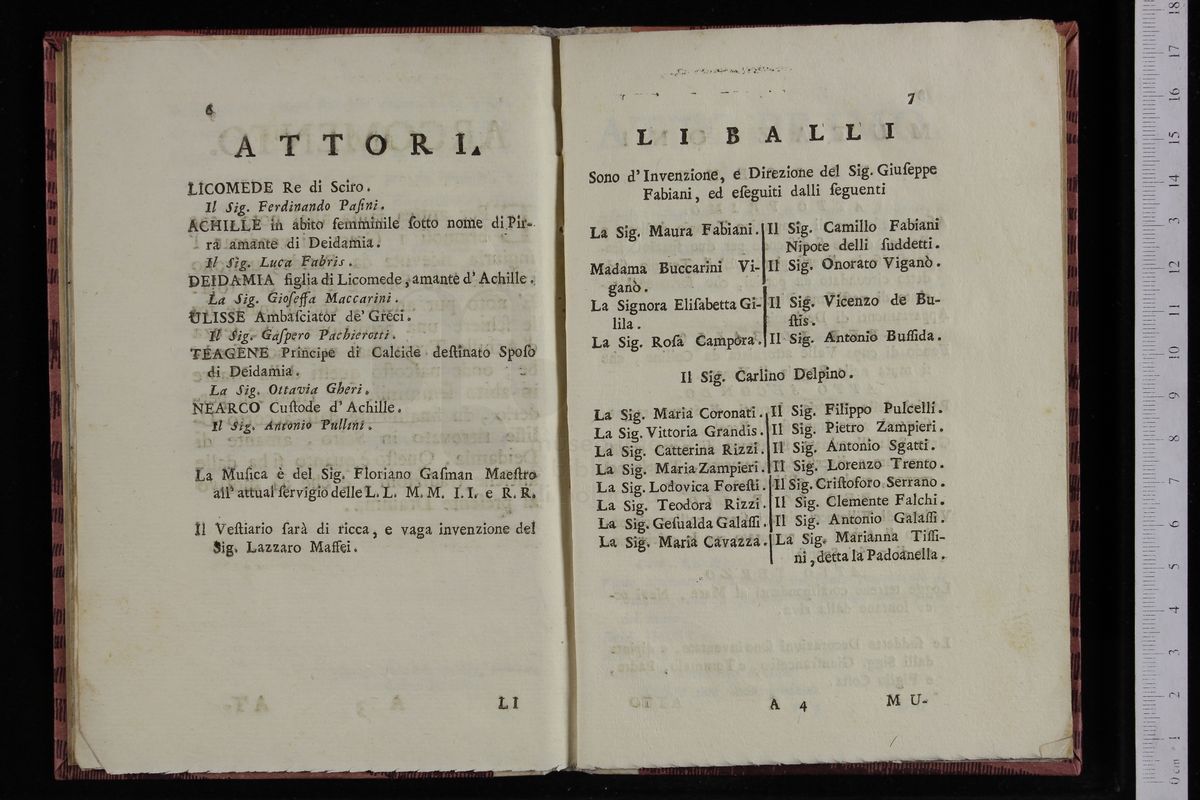 6
ATTORI.
LICOMEDE Re di Sciro.
Il Sig. Ferdinando Paſini.
ACHILLE in abito femminile ſotto nome di Pir-
ra amante di Deidamia.
Il Sig. Luca Fabris.
DEIDAMIA figlia di Licomede, amante d' Achille.
La Sig. Gioſeffa Maccarini.
ULISSE Ambaſciator de' Greci.
Il Sig. Gaſpero Pachierotti.
TEAGENE Principe di Calcide deſtinato Spoſo
di Deidamia.
La Sig. Ottavia Gheri.
NEARCO Cuſtode d' Achille.
Il Sig. Antonio Pullini.
La Muſica è del Sig. Floriano Gaſman Maeſtro
all' attual ſervigio delle L. L. M. M. I. I. e R. R.
Il Veſtiario ſarà di ricca, e vaga invenzione del
Sig. Lazzaro Maſſei.
LI
7
LI BALLI
Sono d' Invenzione, e Direzione del Sig. Giuſeppe
Fabiani, ed eſeguiti dalli ſeguenti
La Sig. Maura Fabiani. Il Sig. Camillo Fabiani
Nipote delli ſuddetti.
Madama Buccarini Vi- Il Sig. Onorato Viganò.
ganò.
La Signora Eliſabetta Gi- Il Sig. Vicenzo de Bu-
lila. ſtis.
La Sig. Roſa Campora. Il Sig. Antonio Buſſida.
Il Sig. Carlino Delpino.
La Sig. Maria Coronati. Il Sig. Filippo Pulcelli.
La Sig. Vittoria Grandis. Il Sig. Pietro Zampieri.
La Sig. Catterina Rizzi. Il Sig. Antonio Sgatti.
La Sig. Maria Zampieri. Il Sig. Lorenzo Trento.
La Sig. Lodovica Foreſti. Il Sig. Criſtoforo Serrano.
La Sig. Teodora Rizzi. Il Sig. Clemente Falchi.
La Sig. Geſualda Galaſſi. Il Sig. Antonio Galaſſi.
La Sig. Maria Cavazza. La Sig. Marianna Tiſſi-
ni, detta la Padoanella.
A 4 MU-